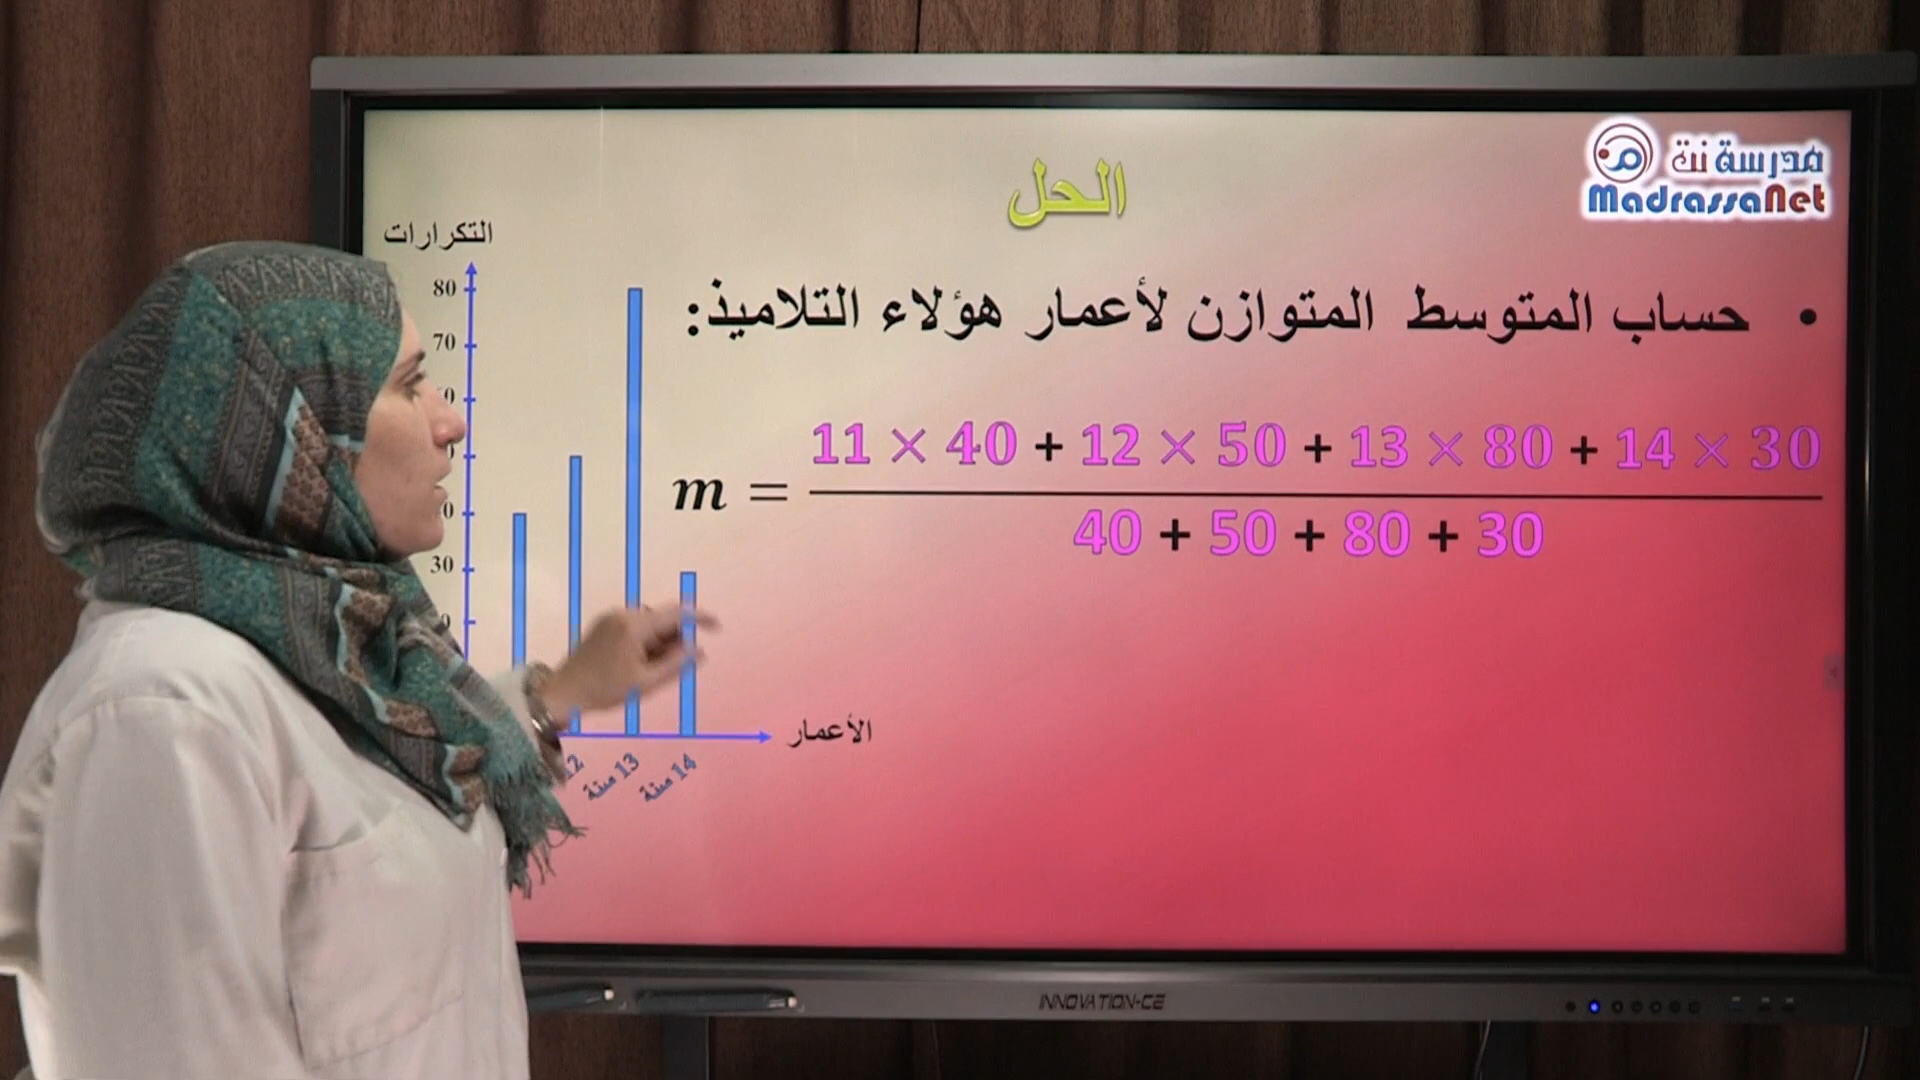 مدرسة نت
MadrassaNet
الحل
• حساب المتوسط المتوازن لأعمار هؤلاء التلاميذ:
m = (11 × 40 + 12 × 50 + 13 × 80 + 14 × 30) / (40 + 50 + 80 + 30)
التكرارات
80
70
30
12
13 سنة
14 سنة
الأعمار
INNOVATION-CE